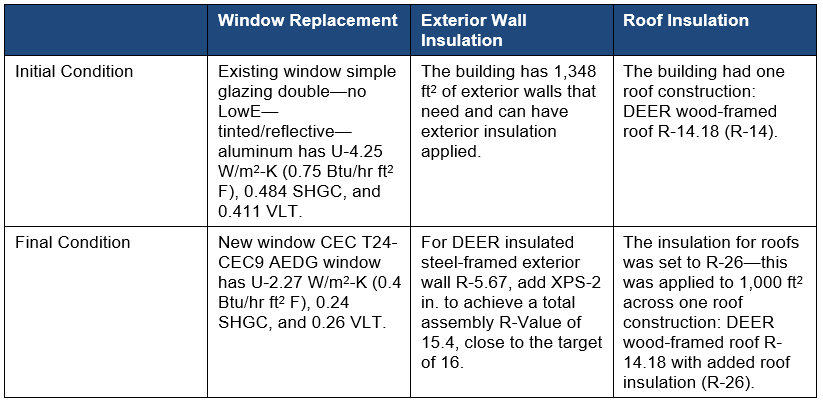 Window Replacement
Exterior Wall
Insulation
Roof Insulation
Initial Condition
Existing window simple
glazing double—no
LowE—
tinted/reflective—
aluminum has U-4.25
W/m²-K (0.75 Btu/hr ft²
F), 0.484 SHGC, and
0.411 VLT.
The building has 1,348
ft² of exterior walls that
need and can have
exterior insulation
applied.
The building had one
roof construction:
DEER wood-framed
roof R-14.18 (R-14).
Final Condition
New window CEC T24-
CEC9 AEDG window
has U-2.27 W/m²-K (0.4
Btu/hr ft² F), 0.24
SHGC, and 0.26 VLT.
For DEER insulated
steel-framed exterior
wall R-5.67, add XPS-2
in. to achieve a total
assembly R-Value of
15.4, close to the target
of 16.
The insulation for roofs
was set to R-26—this
was applied to 1,000 ft²
across one roof
construction: DEER
wood-framed roof R-
14.18 with added roof
insulation (R-26).